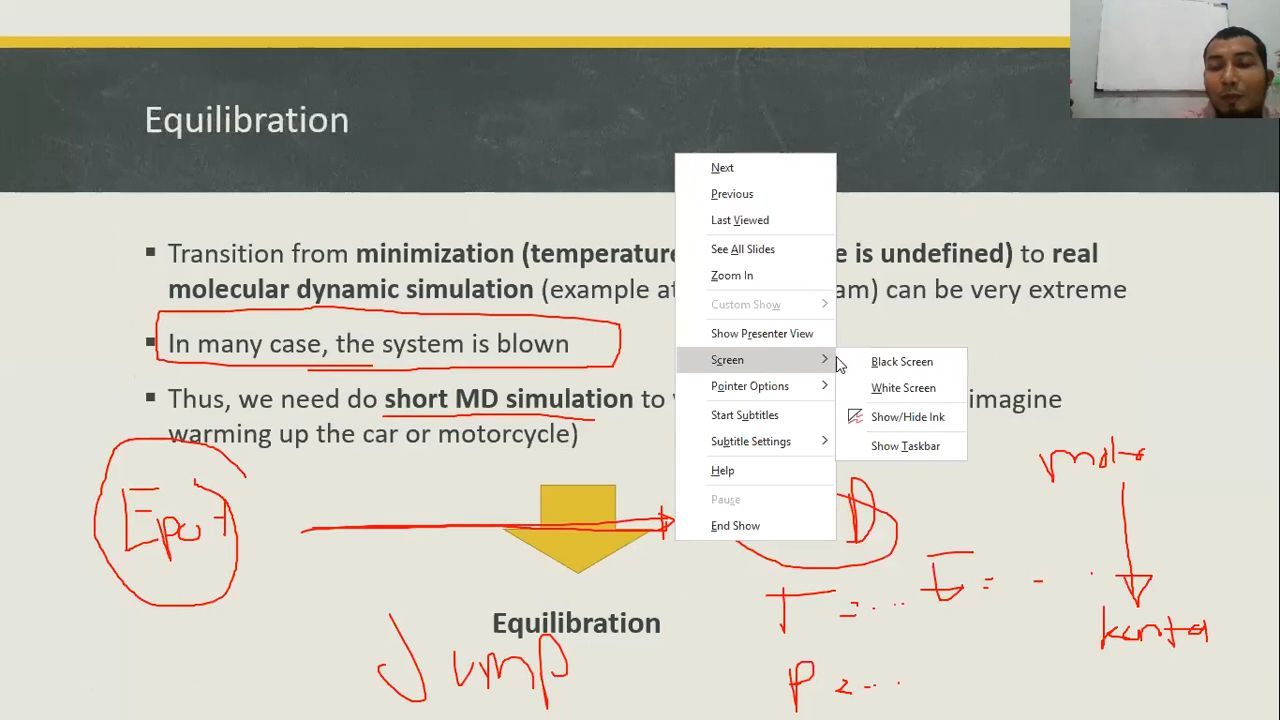 Equilibration
Next
Previous
Last Viewed
See All Slides
Zoom In
Custom Show
Show Presenter View
Screen
Pointer Options
Start Subtitles
Subtitle Settings
Help
Pause
End Show
Black Screen
White Screen
Show/Hide Ink
Show Taskbar
▪ Transition from minimization (temperature e is undefined) to real
molecular dynamic simulation (example at am) can be very extreme
▪ In many case, the system is blown
▪ Thus, we need do short MD simulation to imagine
warming up the car or motorcycle)
Epot
D
T = ... E = - .
Equilibration
Jump
P = ...